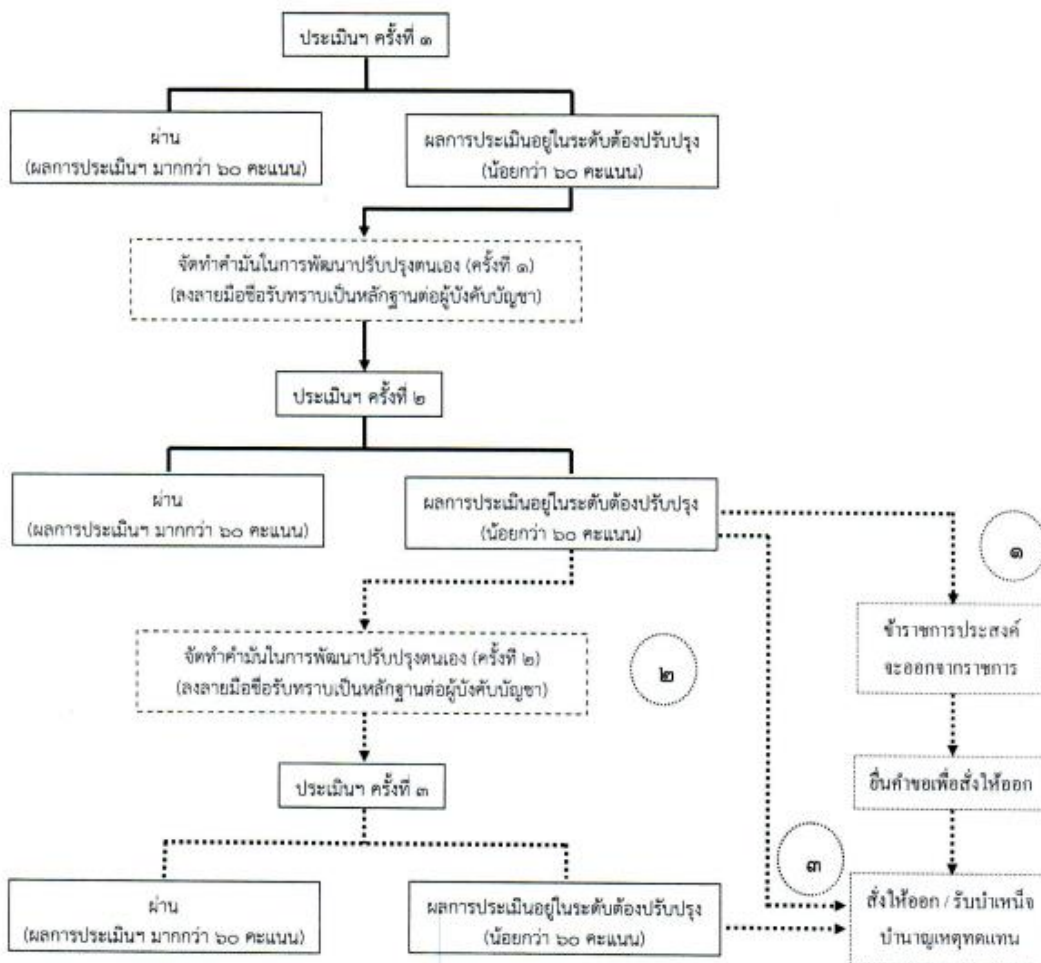 ประเมินฯ ครั้งที่ ๑
ผ่าน
(ผลการประเมินฯ มากกว่า ๖๐ คะแนน)
ผลการประเมินอยู่ในระดับต้องปรับปรุง
(น้อยกว่า ๖๐ คะแนน)
จัดทำคำมั่นในการพัฒนาปรับปรุงตนเอง (ครั้งที่ ๑)
(ลงลายมือชื่อรับทราบเป็นหลักฐานต่อผู้บังคับบัญชา)
ประเมินฯ ครั้งที่ ๒
ผ่าน
(ผลการประเมินฯ มากกว่า ๖๐ คะแนน)
ผลการประเมินอยู่ในระดับต้องปรับปรุง
(น้อยกว่า ๖๐ คะแนน)
๑
ข้าราชการประสงค์
จะออกจากราชการ
จัดทำคำมั่นในการพัฒนาปรับปรุงตนเอง (ครั้งที่ ๒)
(ลงลายมือชื่อรับทราบเป็นหลักฐานต่อผู้บังคับบัญชา)
๒
ยื่นคำขอเพื่อสั่งให้ออก
ประเมินฯ ครั้งที่ ๓
๓
ผ่าน
(ผลการประเมินฯ มากกว่า ๖๐ คะแนน)
ผลการประเมินอยู่ในระดับต้องปรับปรุง
(น้อยกว่า ๖๐ คะแนน)
สั่งให้ออก / รับบำเหน็จ
บำนาญเหตุทดแทน